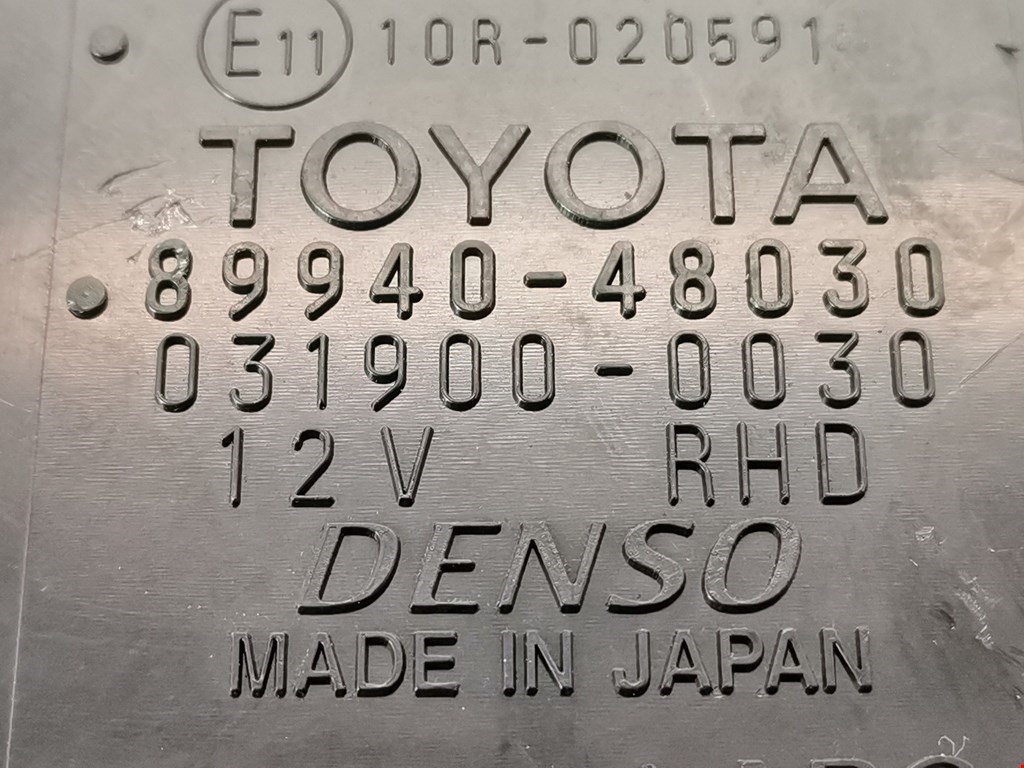 E11 10R-020591
TOYOTA
89940-48030
031900-0030
12V RHD
DENSO
MADE IN JAPAN